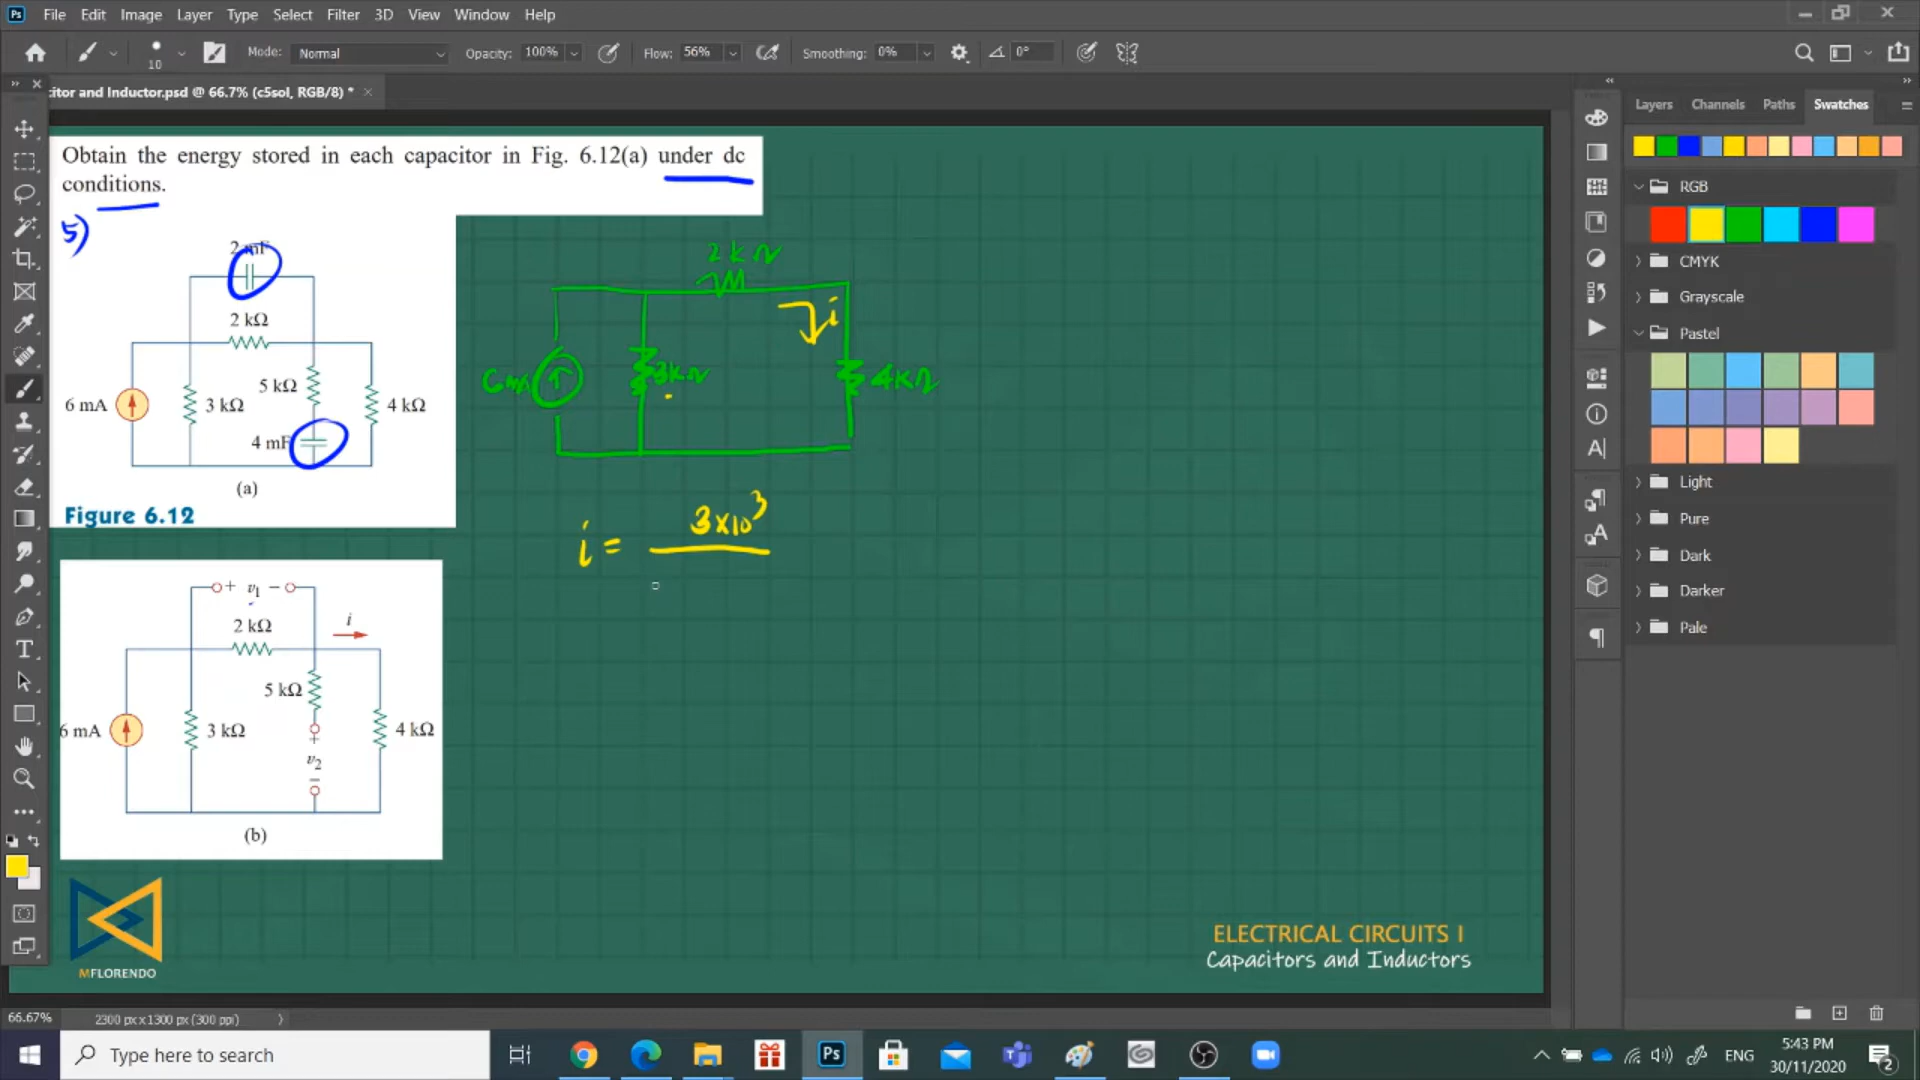 File Edit Image Layer Type Select Filter 3D View Window Help
10 Mode: Normal Opacity: 100% Flow: 56% Smoothing: 0% 0°
itor and Inductor.psd @ 66.7% (c5sol, RGB/8) *
Obtain the energy stored in each capacitor in Fig. 6.12(a) under dc
conditions.
5)
2 mF
2 kΩ
5 kΩ
6 mA
3 kΩ
4 kΩ
4 mF
(a)
Figure 6.12
+ v1 −
2 kΩ
i
5 kΩ
6 mA
3 kΩ
+
v2
−
4 kΩ
(b)
MFLORENDO
2kΩ
i
6mA
3kΩ
4kΩ
i = 3x10³
ELECTRICAL CIRCUITS I
Capacitors and Inductors
Layers Channels Paths Swatches
RGB
CMYK
Grayscale
Pastel
Light
Pure
Dark
Darker
Pale
66.67% 2300 px x 1300 px (300 ppi)
Type here to search
ENG
5:43 PM
30/11/2020
2